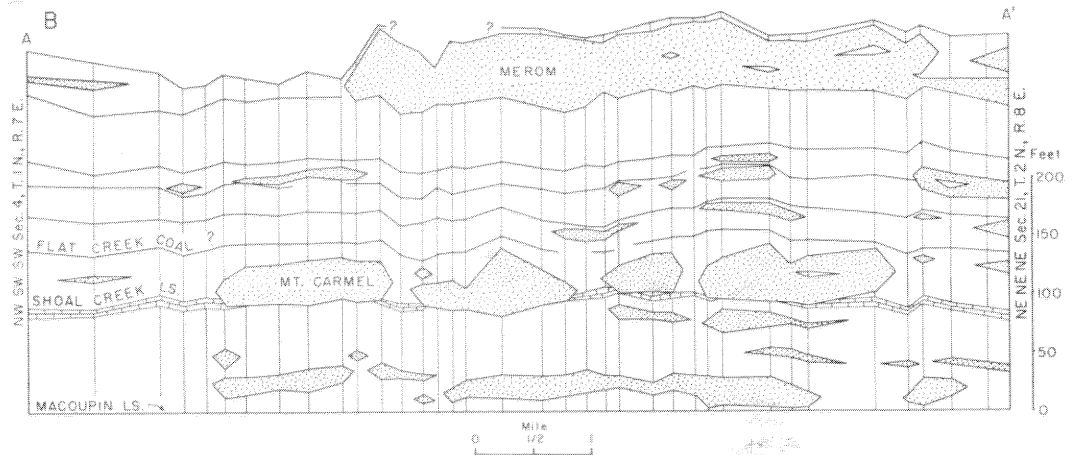 B
A
A'
?
?
MEROM
NW SW SW Sec. 4, T. 1 N., R. 7 E.
NE NE NE Sec 21, T. 2 N., R. 8 E.
Feet
200
150
100
50
0
FLAT CREEK COAL ?
MT. CARMEL
SHOAL CREEK LS.
MACOUPIN LS.
Mile
0 1/2 1